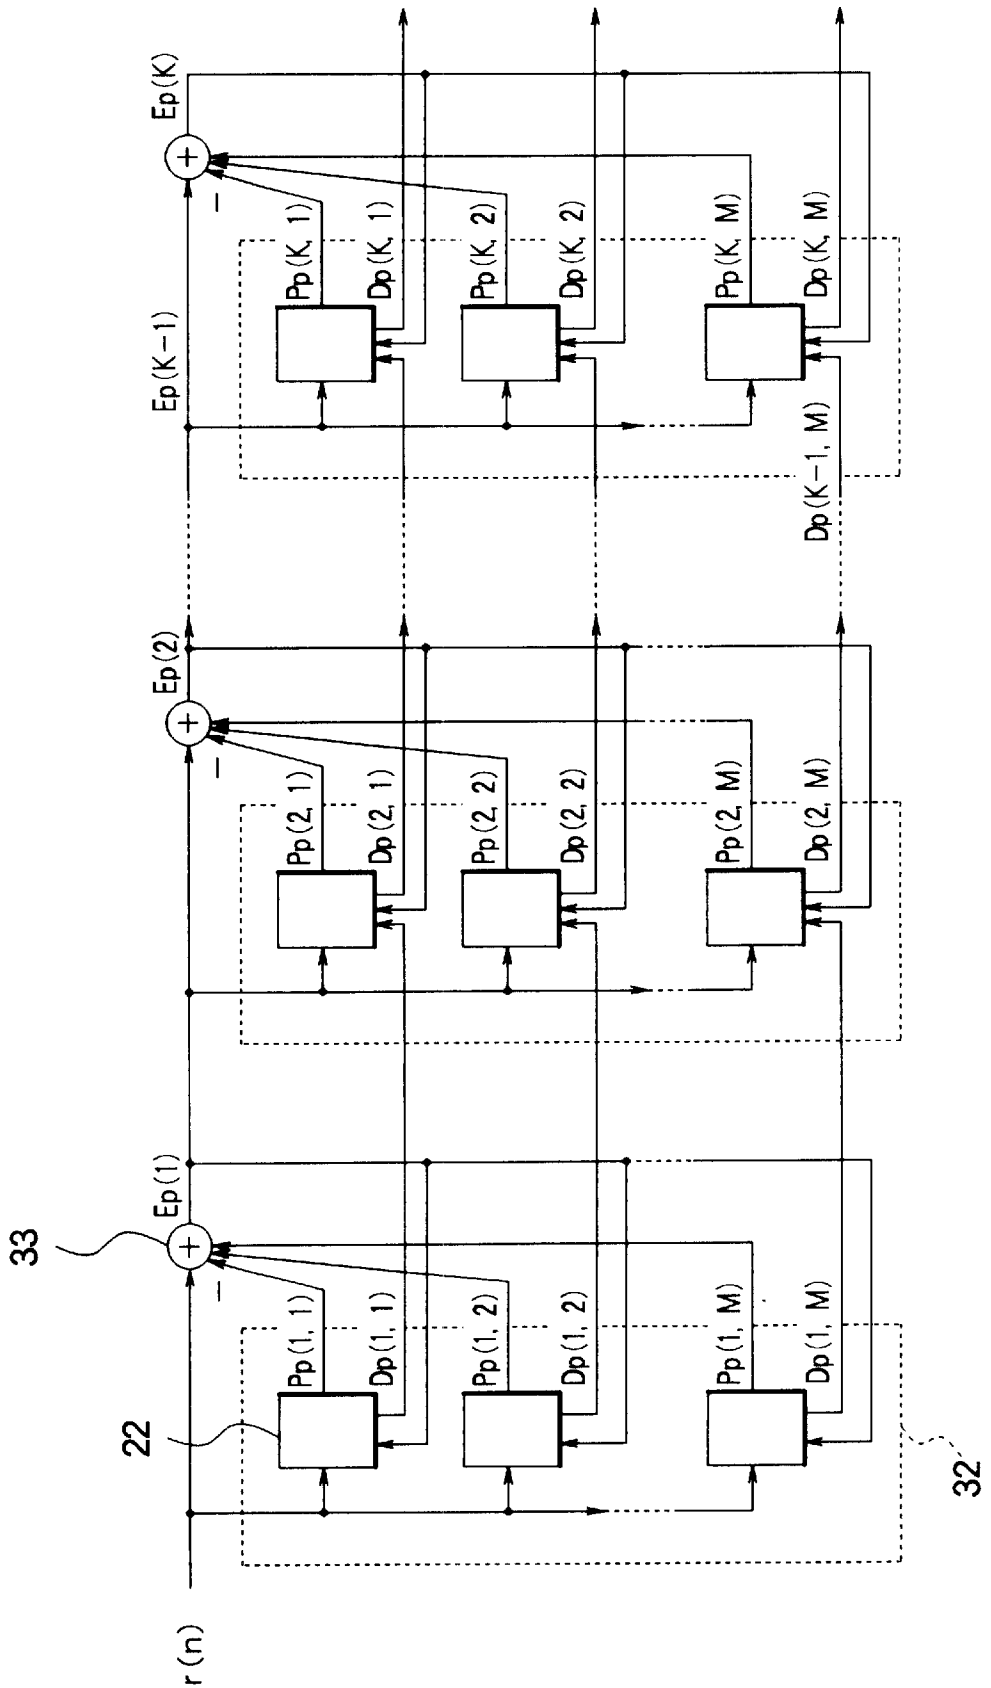 r(n)
33
22
32
Ep(1)
Pp(1, 1)
Dp(1, 1)
Pp(1, 2)
Dp(1, 2)
Pp(1, M)
Dp(1, M)
+
−
Ep(2)
Pp(2, 1)
Dp(2, 1)
Pp(2, 2)
Dp(2, 2)
Pp(2, M)
Dp(2, M)
+
−
Ep(K−1)
Dp(K−1, M)
Ep(K)
Pp(K, 1)
Dp(K, 1)
Pp(K, 2)
Dp(K, 2)
Pp(K, M)
Dp(K, M)
+
−